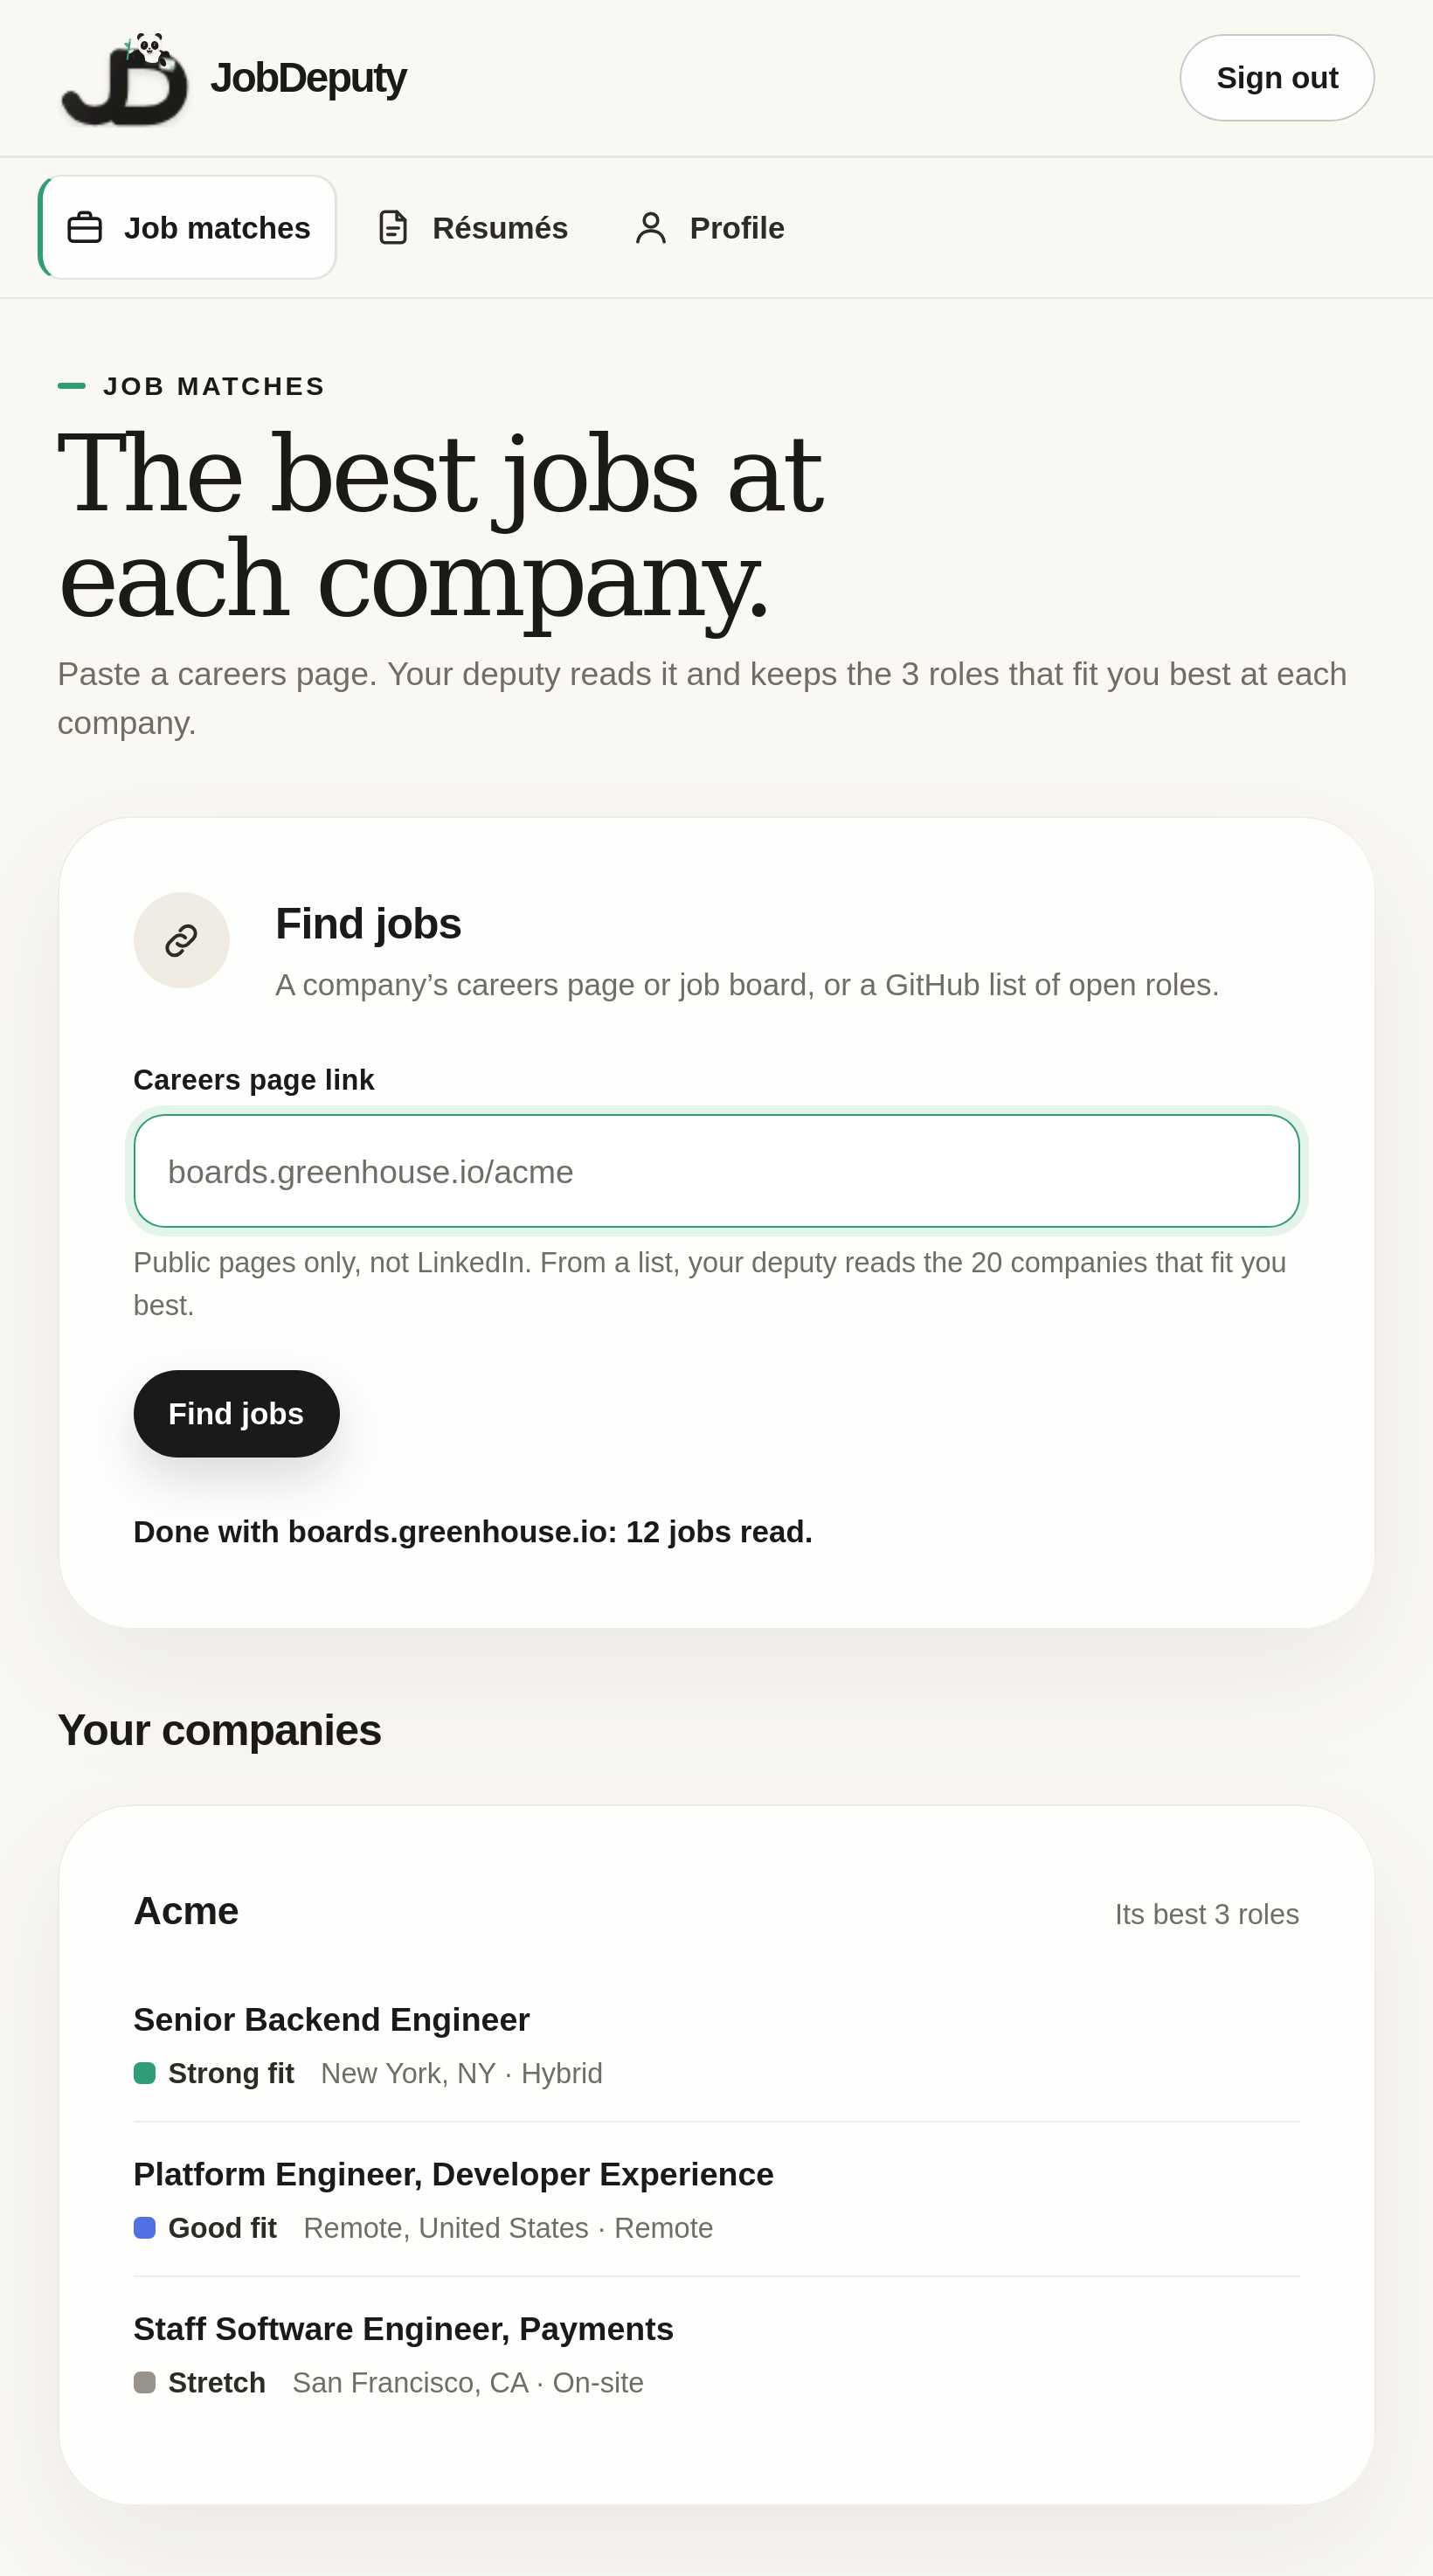 JD JobDeputy
Sign out
Job matches
Résumés
Profile
JOB MATCHES
The best jobs at
each company.
Paste a careers page. Your deputy reads it and keeps the 3 roles that fit you best at each
company.
Find jobs
A company’s careers page or job board, or a GitHub list of open roles.
Careers page link
boards.greenhouse.io/acme
Public pages only, not LinkedIn. From a list, your deputy reads the 20 companies that fit you
best.
Find jobs
Done with boards.greenhouse.io: 12 jobs read.
Your companies
Acme
Its best 3 roles
Senior Backend Engineer
Strong fit New York, NY · Hybrid
Platform Engineer, Developer Experience
Good fit Remote, United States · Remote
Staff Software Engineer, Payments
Stretch San Francisco, CA · On-site